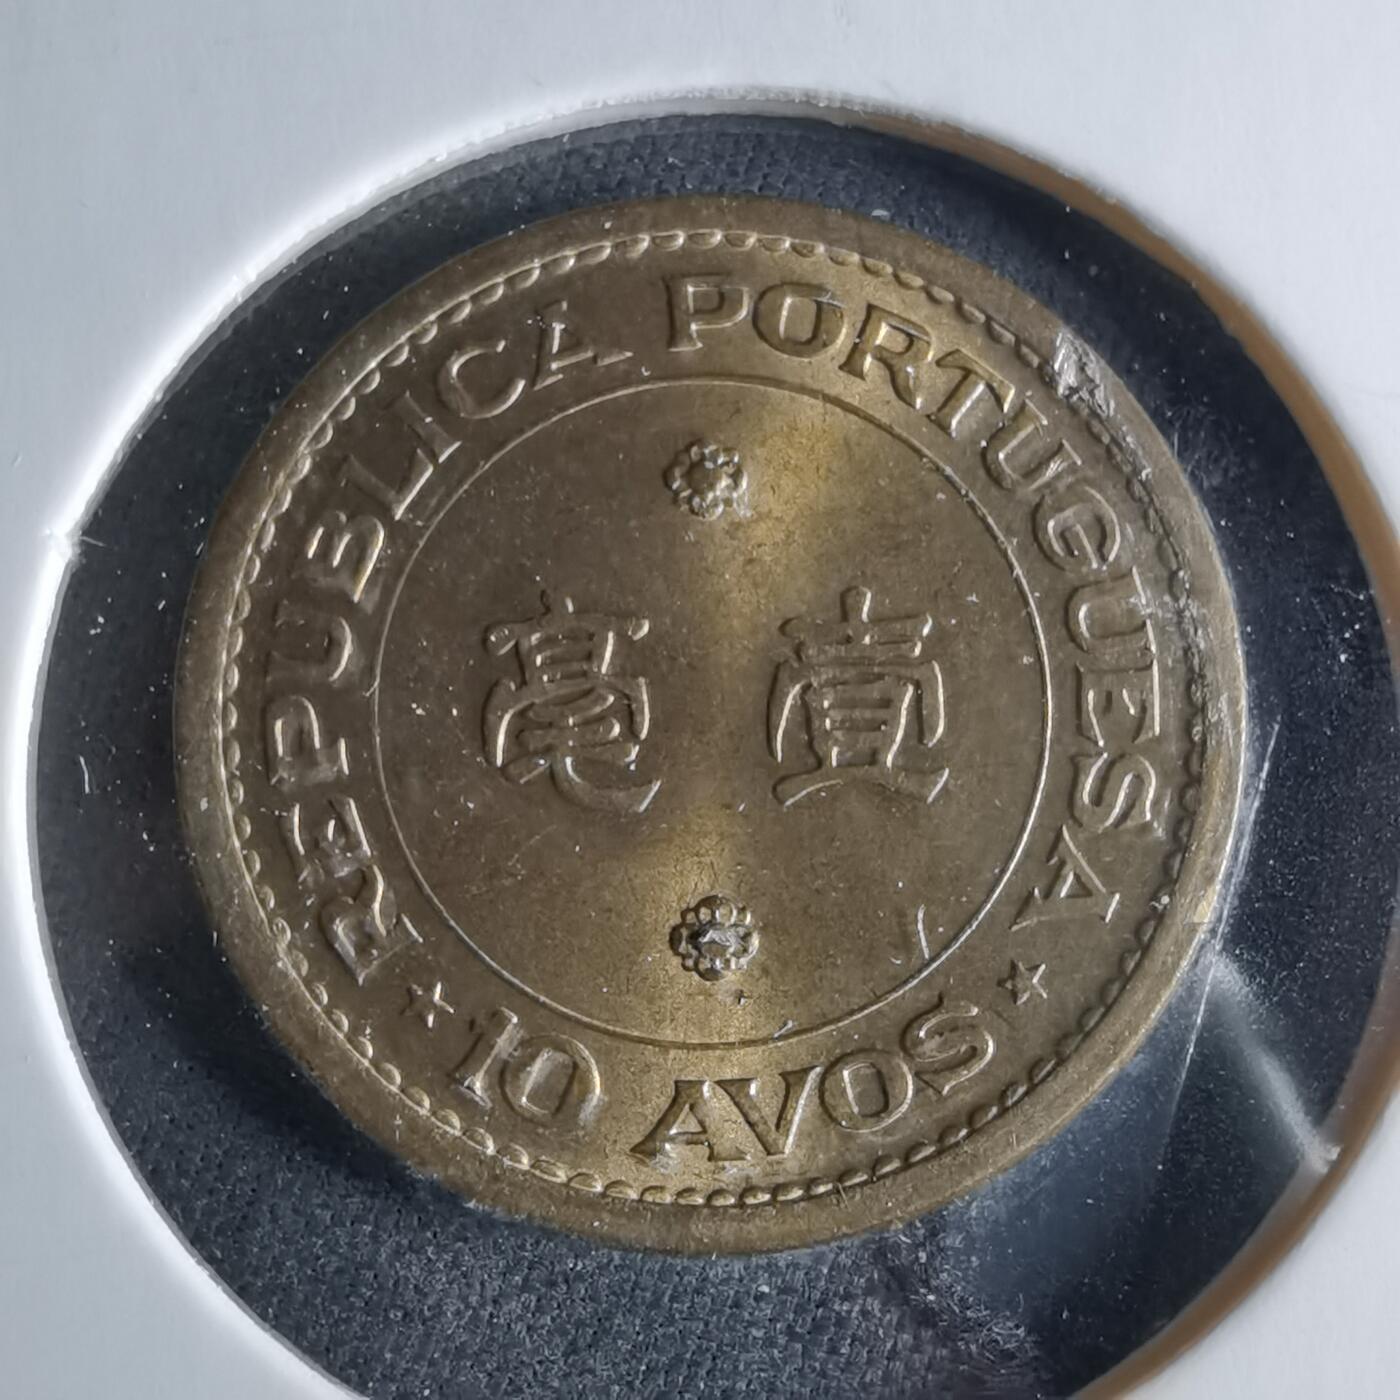 REPUBLICA PORTUGUESA
毫 壹
★ 10 AVOS ★